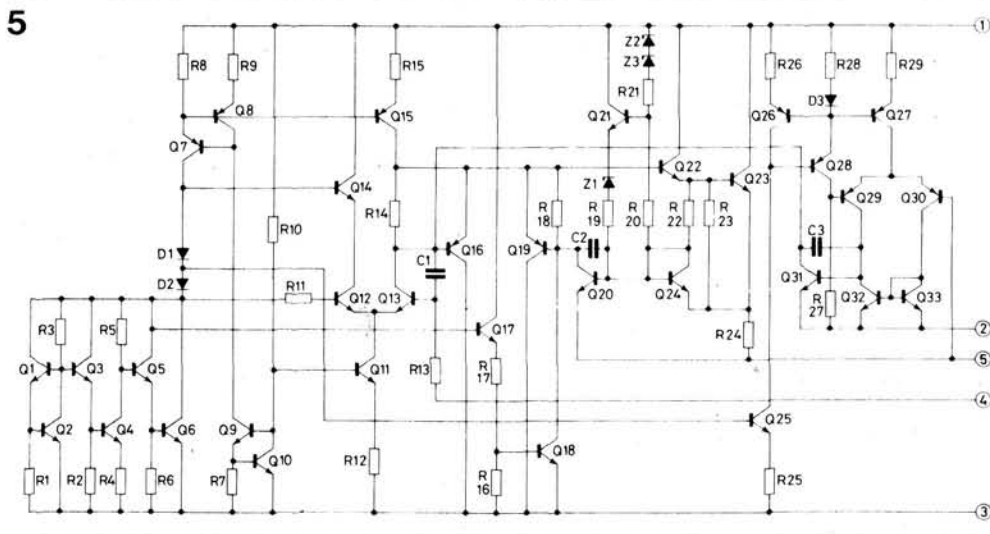 5
①
Z2
Z3
R8 R9 R15 R21 R26 R28 R29
D3
Q8 Q15 Q21 Q26 Q27
Q7 Q22 Q28
Q14 Z1 Q23 Q29 Q30
R14 R18 R19 R20 R22 R23
R10 Q16 Q19 C2 C3
D1 C1 Q31
D2 R11 Q12 Q13 Q20 Q24 R27 Q32 Q33
R3 R5 Q17 R24 ②
⑤
Q1 Q3 Q5 Q11 R13 R17
④
Q2 Q4 Q6 Q9 Q25
Q10 R12 Q18
R1 R2 R4 R6 R7 R16 R25
③